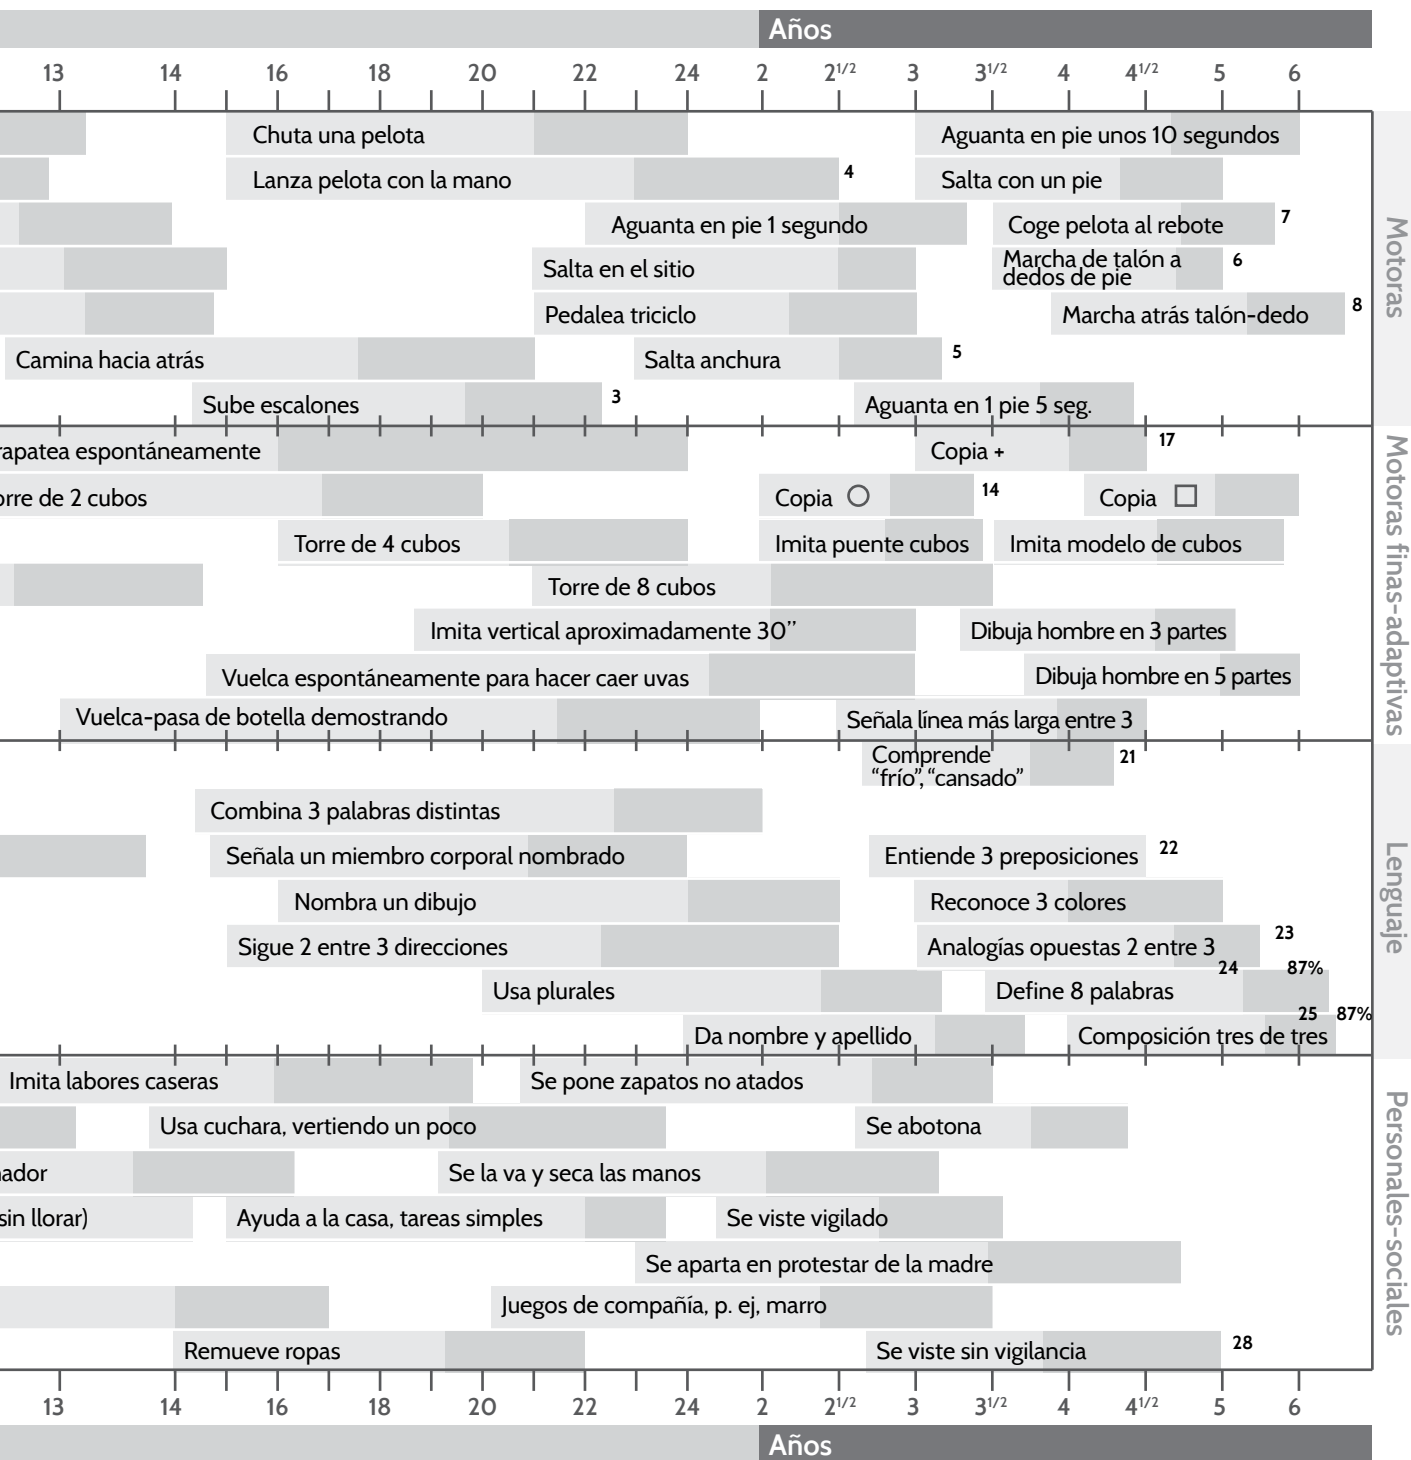 Años
13 14 16 18 20 22 24 2 2 1/2 3 3 1/2 4 4 1/2 5 6
Chuta una pelota
Aguanta en pie unos 10 segundos
Lanza pelota con la mano
4
Salta con un pie
Aguanta en pie 1 segundo
Coge pelota al rebote
7
Salta en el sitio
Marcha de talón a
dedos de pie
6
Pedalea triciclo
Marcha atrás talón-dedo
8
Camina hacia atrás
Salta anchura
5
Sube escalones
3
Aguanta en 1 pie 5 seg.
Motoras
rapatea espontáneamente
Copia +
17
orre de 2 cubos
Copia
14
Copia
Torre de 4 cubos
Imita puente cubos
Imita modelo de cubos
Torre de 8 cubos
Imita vertical aproximadamente 30’’
Dibuja hombre en 3 partes
Vuelca espontáneamente para hacer caer uvas
Dibuja hombre en 5 partes
Vuelca-pasa de botella demostrando
Señala línea más larga entre 3
Motoras finas-adaptivas
Comprende
“frío”, “cansado”
21
Combina 3 palabras distintas
Señala un miembro corporal nombrado
Entiende 3 preposiciones
22
Nombra un dibujo
Reconoce 3 colores
Sigue 2 entre 3 direcciones
Analogías opuestas 2 entre 3
23
24 87%
Usa plurales
Define 8 palabras
25 87%
Da nombre y apellido
Composición tres de tres
Lenguaje
Imita labores caseras
Se pone zapatos no atados
Usa cuchara, vertiendo un poco
Se abotona
ador
Se la va y seca las manos
sin llorar)
Ayuda a la casa, tareas simples
Se viste vigilado
Se aparta en protestar de la madre
Juegos de compañía, p. ej, marro
Remueve ropas
Se viste sin vigilancia
28
Personales-sociales
13 14 16 18 20 22 24 2 2 1/2 3 3 1/2 4 4 1/2 5 6
Años